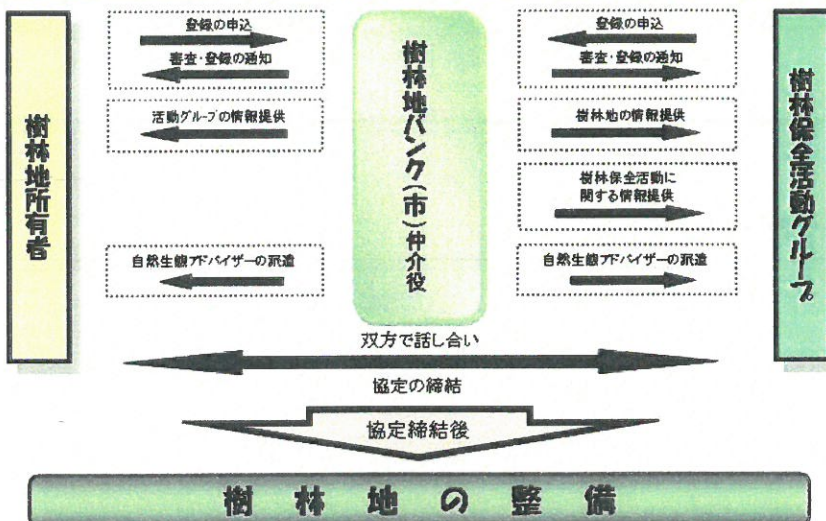 樹林地所有者
登録の申込
審査・登録の通知
活動グループの情報提供
自然生態アドバイザーの派遣
樹林地バンク(市)仲介役
登録の申込
審査・登録の通知
樹林地の情報提供
樹林保全活動に
関する情報提供
自然生態アドバイザーの派遣
樹林保全活動グループ
双方で話し合い
協定の締結
協定締結後
樹林地の整備